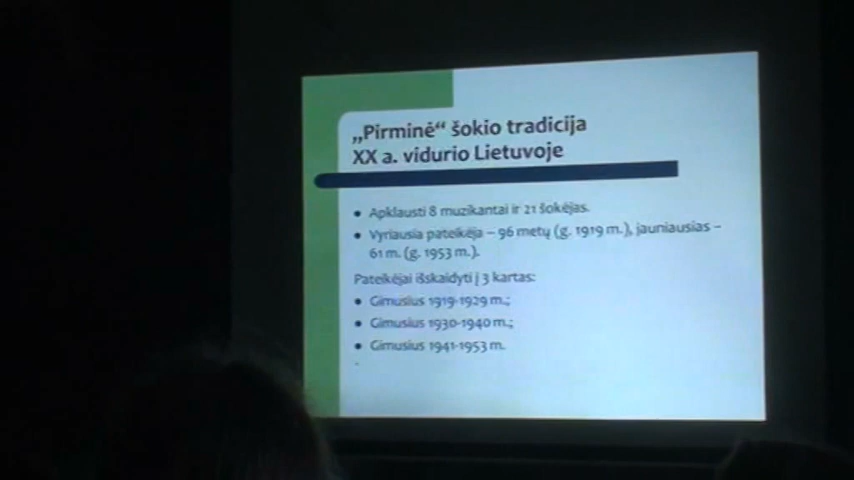 „Pirminė“ šokio tradicija
XX a. vidurio Lietuvoje
• Apklausti 8 muzikantai ir 21 šokėjas.
• Vyriausia pateikėja – 96 metų (g. 1919 m.), jauniausias –
61 m. (g. 1953 m.).
Pateikėjai išskaidyti į 3 kartas:
• Gimusius 1919-1929 m.;
• Gimusius 1930-1940 m.;
• Gimusius 1941-1953 m.